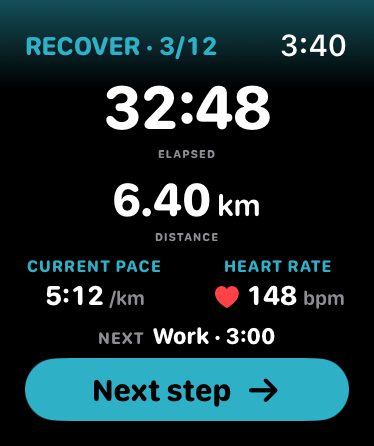 RECOVER · 3/12 3:40
32:48
ELAPSED
6.40 km
DISTANCE
CURRENT PACE HEART RATE
5:12 /km 148 bpm
NEXT Work · 3:00
Next step →